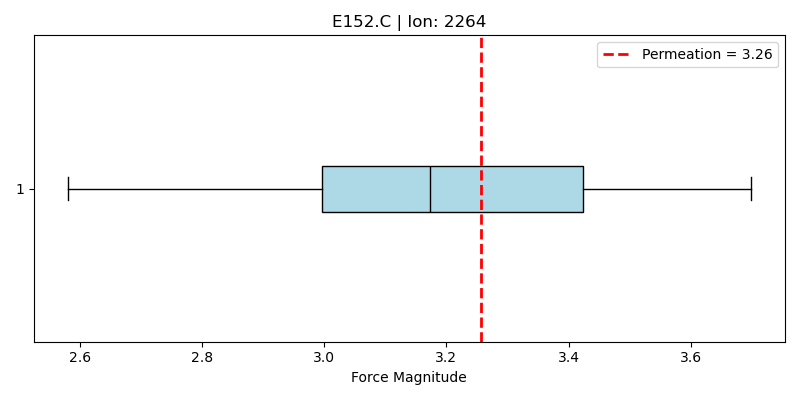 E152.C | Ion: 2264
Permeation = 3.26
1
2.6 2.8 3.0 3.2 3.4 3.6
Force Magnitude